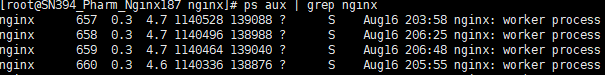 [root@SN394_Pharm_Nginx187 nginx]# ps aux | grep nginx
nginx 657 0.3 4.7 1140528 139088 ? S Aug16 203:58 nginx: worker process
nginx 658 0.3 4.7 1140496 138988 ? S Aug16 206:25 nginx: worker process
nginx 659 0.3 4.7 1140464 139040 ? S Aug16 206:48 nginx: worker process
nginx 660 0.3 4.6 1140336 138876 ? S Aug16 205:55 nginx: worker process